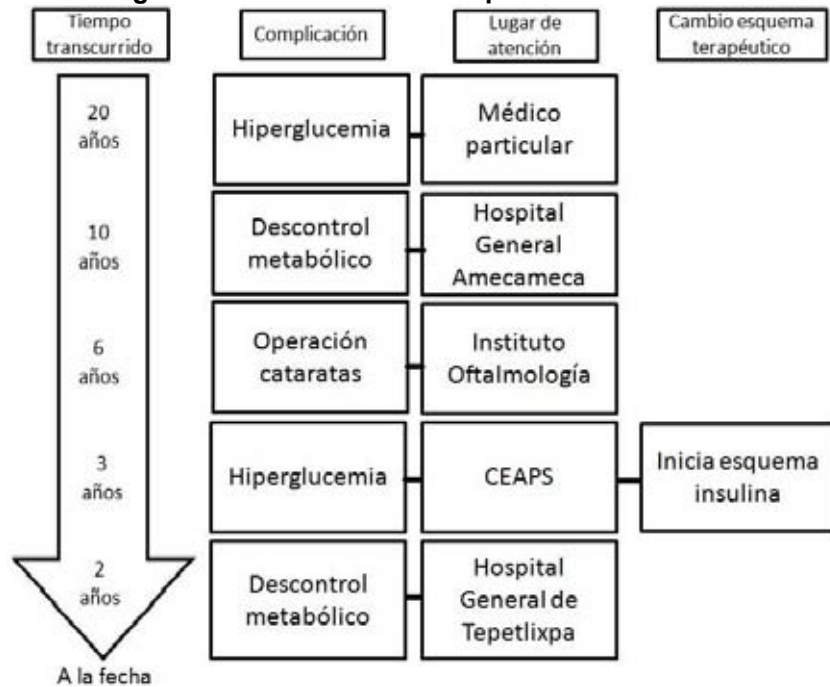 Tiempo
transcurrido
Complicación
Lugar de
atención
Cambio esquema
terapéutico
20
años
Hiperglucemia
Médico
particular
10
años
Descontrol
metabólico
Hospital
General
Amecameca
6
años
Operación
cataratas
Instituto
Oftalmología
3
años
Hiperglucemia
CEAPS
Inicia esquema
insulina
2
años
Descontrol
metabólico
Hospital
General de
Tepetlixpa
A la fecha